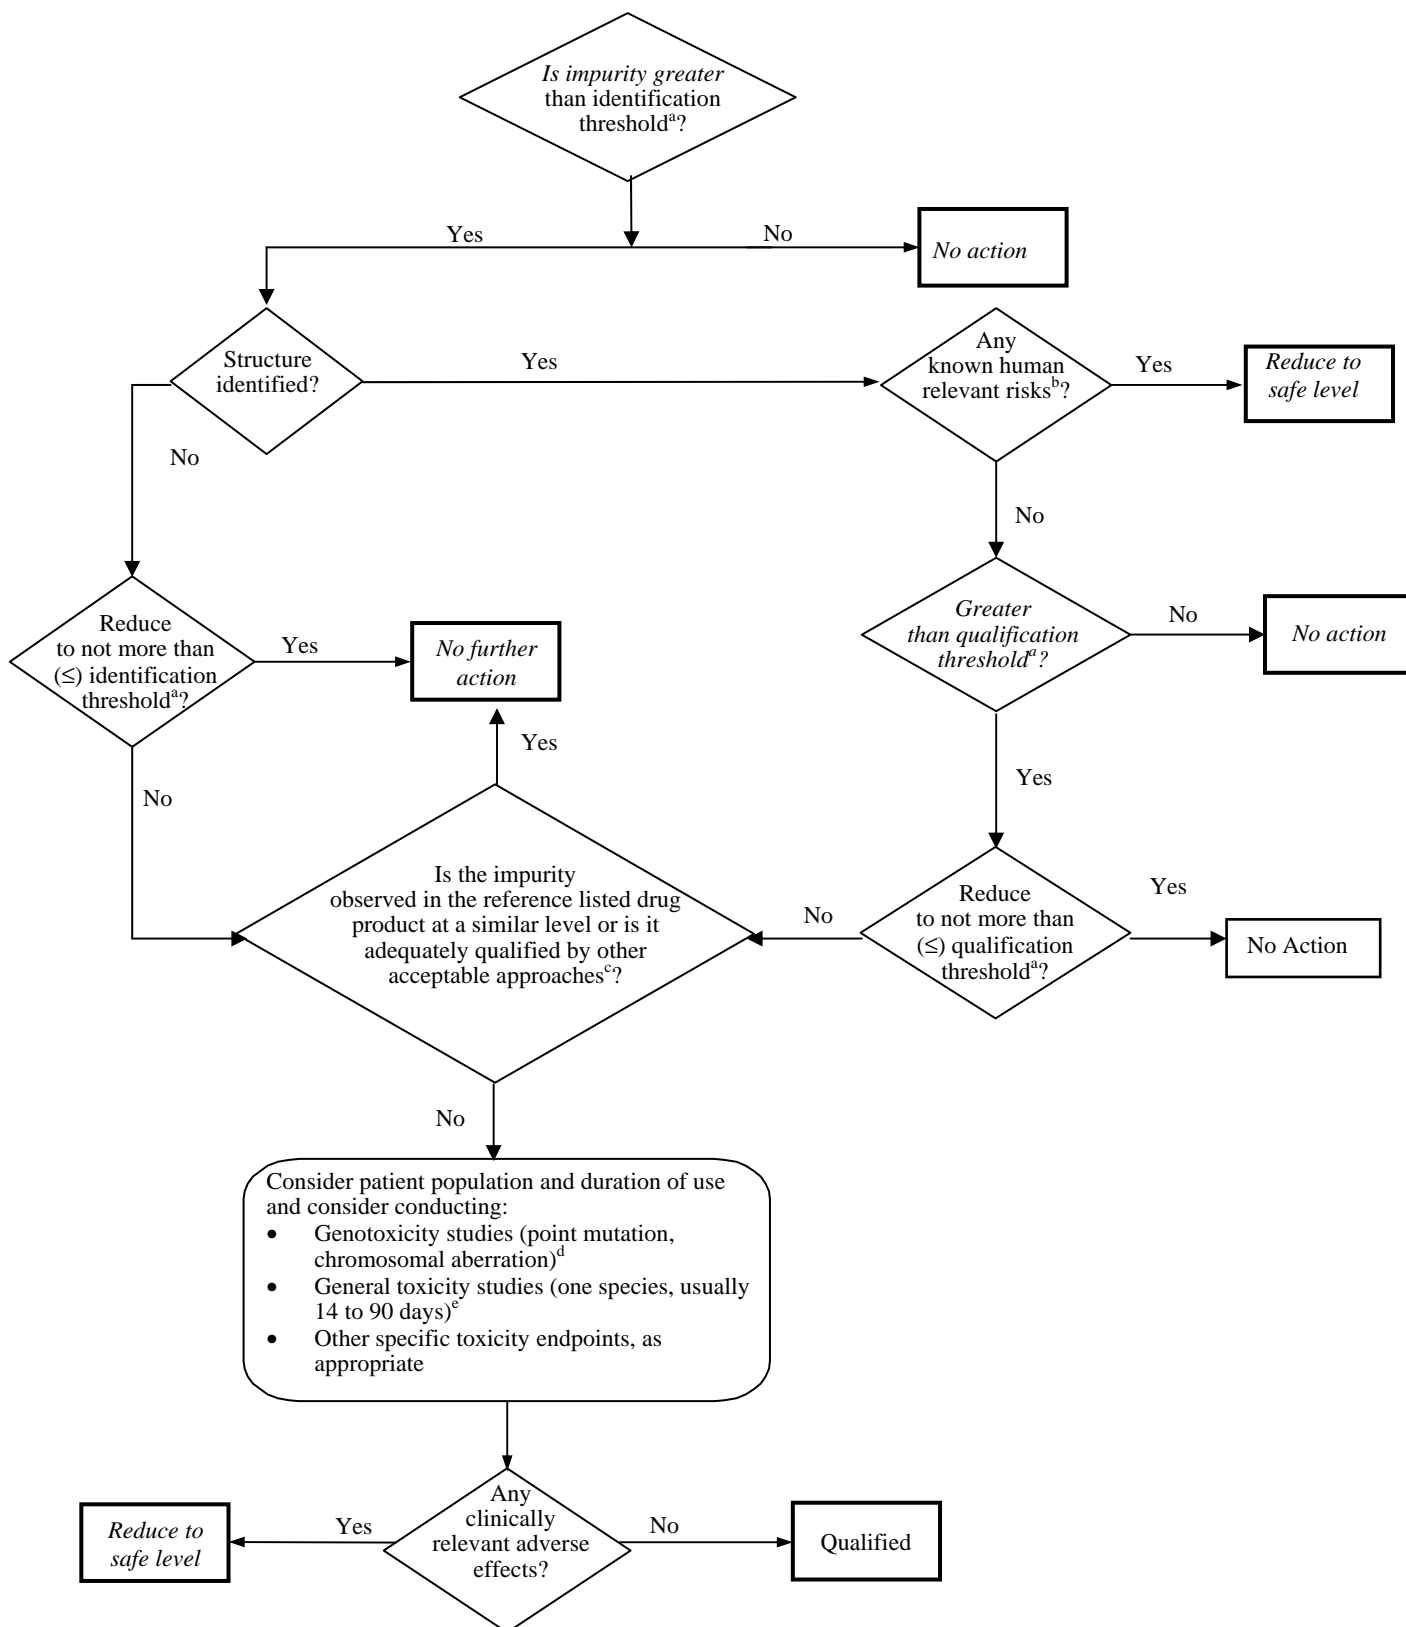 Is impurity greater
than identification
thresholdᵃ?
Yes
No
No action
Structure
identified?
Yes
Any
known human
relevant risksᵇ?
Yes
Reduce to
safe level
No
No
Reduce
to not more than
(≤) identification
thresholdᵃ?
Yes
No further
action
Greater
than qualification
thresholdᵃ?
No
No action
Yes
Yes
No
Is the impurity
observed in the reference listed drug
product at a similar level or is it
adequately qualified by other
acceptable approachesᶜ?
No
Reduce
to not more than
(≤) qualification
thresholdᵃ?
Yes
No Action
No
Consider patient population and duration of use
and consider conducting:
• Genotoxicity studies (point mutation,
chromosomal aberration)ᵈ
• General toxicity studies (one species, usually
14 to 90 days)ᵉ
• Other specific toxicity endpoints, as
appropriate
Reduce to
safe level
Yes
Any
clinically
relevant adverse
effects?
No
Qualified